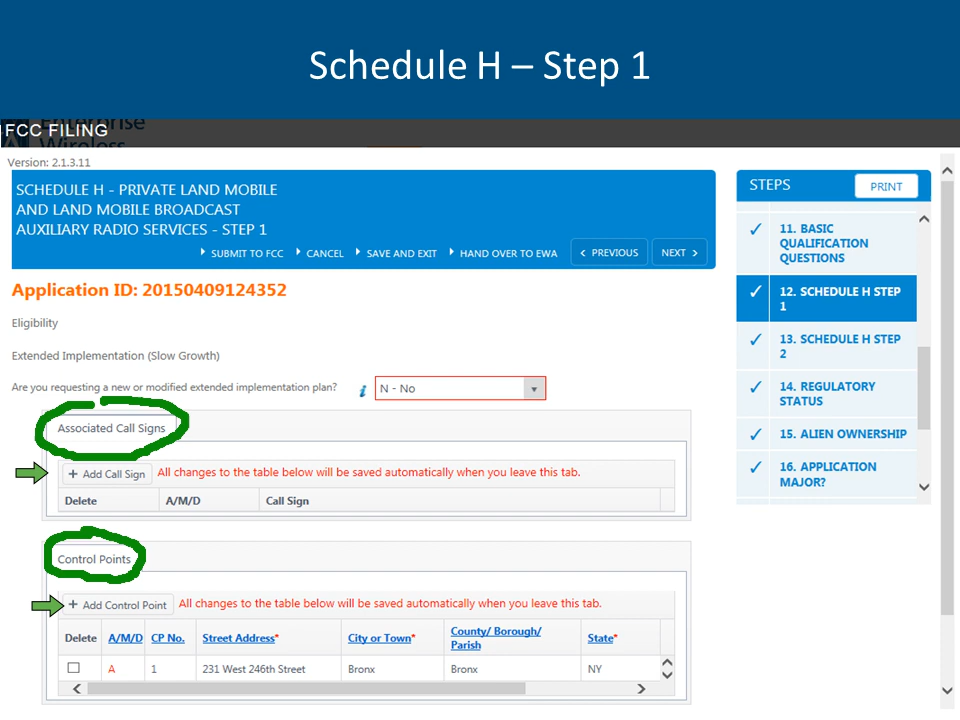 Schedule H – Step 1
Enterprise
FCC FILING
Wireless
Version: 2.1.3.11
SCHEDULE H - PRIVATE LAND MOBILE
AND LAND MOBILE BROADCAST
AUXILIARY RADIO SERVICES - STEP 1
SUBMIT TO FCC CANCEL SAVE AND EXIT HAND OVER TO EWA < PREVIOUS NEXT >
Application ID: 20150409124352
Eligibility
Extended Implementation (Slow Growth)
Are you requesting a new or modified extended implementation plan? i N - No
Associated Call Signs
+ Add Call Sign All changes to the table below will be saved automatically when you leave this tab.
Delete A/M/D Call Sign
Control Points
+ Add Control Point All changes to the table below will be saved automatically when you leave this tab.
Delete A/M/D CP No. Street Address* City or Town* County/ Borough/
Parish State*
A 1 231 West 246th Street Bronx Bronx NY
STEPS PRINT
✓ 11. BASIC
QUALIFICATION
QUESTIONS
✓ 12. SCHEDULE H STEP
1
✓ 13. SCHEDULE H STEP
2
✓ 14. REGULATORY
STATUS
✓ 15. ALIEN OWNERSHIP
✓ 16. APPLICATION
MAJOR?